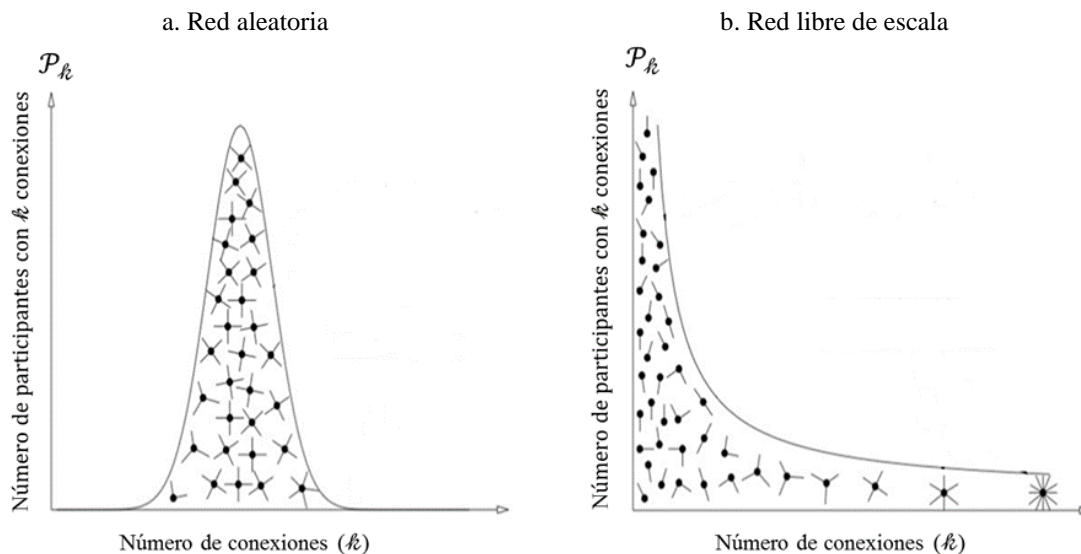 a. Red aleatoria
𝒫𝓀
Número de participantes con 𝓀 conexiones
Número de conexiones (𝓀)
b. Red libre de escala
𝒫𝓀
Número de participantes con 𝓀 conexiones
Número de conexiones (𝓀)